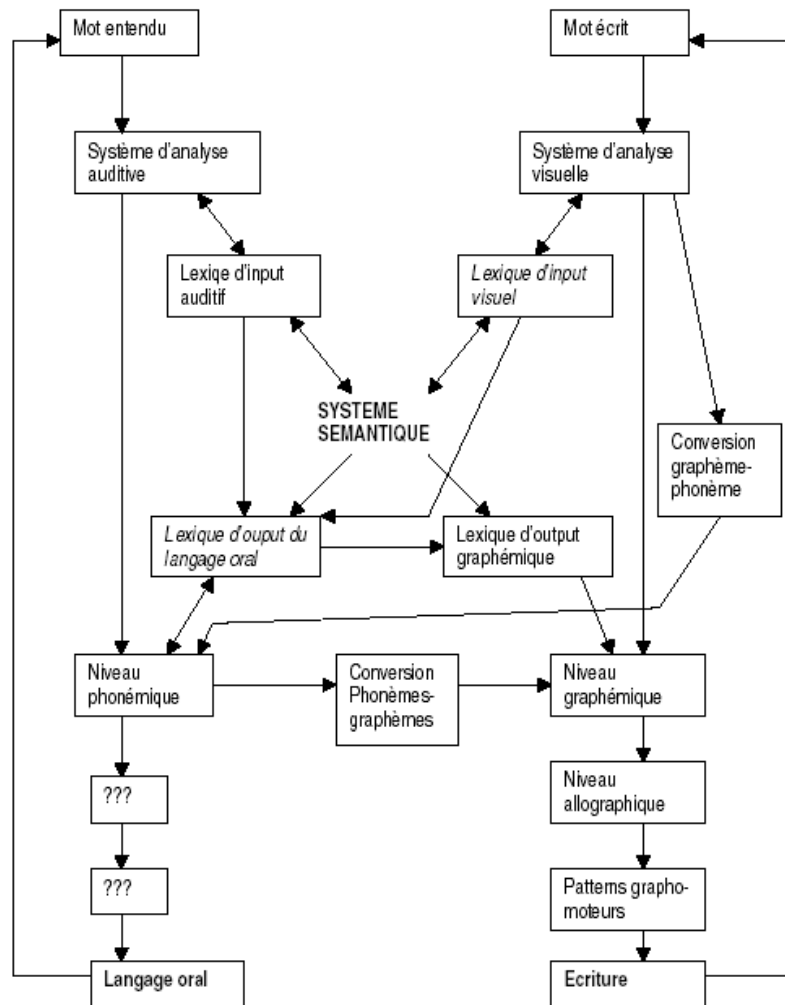 Mot entendu
Mot écrit
Système d'analyse
auditive
Système d'analyse
visuelle
Lexiqe d'input
auditif
Lexique d'input
visuel
SYSTEME
SEMANTIQUE
Conversion
graphème-
phonème
Lexique d'ouput du
langage oral
Lexique d'output
graphémique
Niveau
phonémique
Conversion
Phonèmes-
graphèmes
Niveau
graphémique
???
Niveau
allographique
???
Patterns grapho-
moteurs
Langage oral
Ecriture